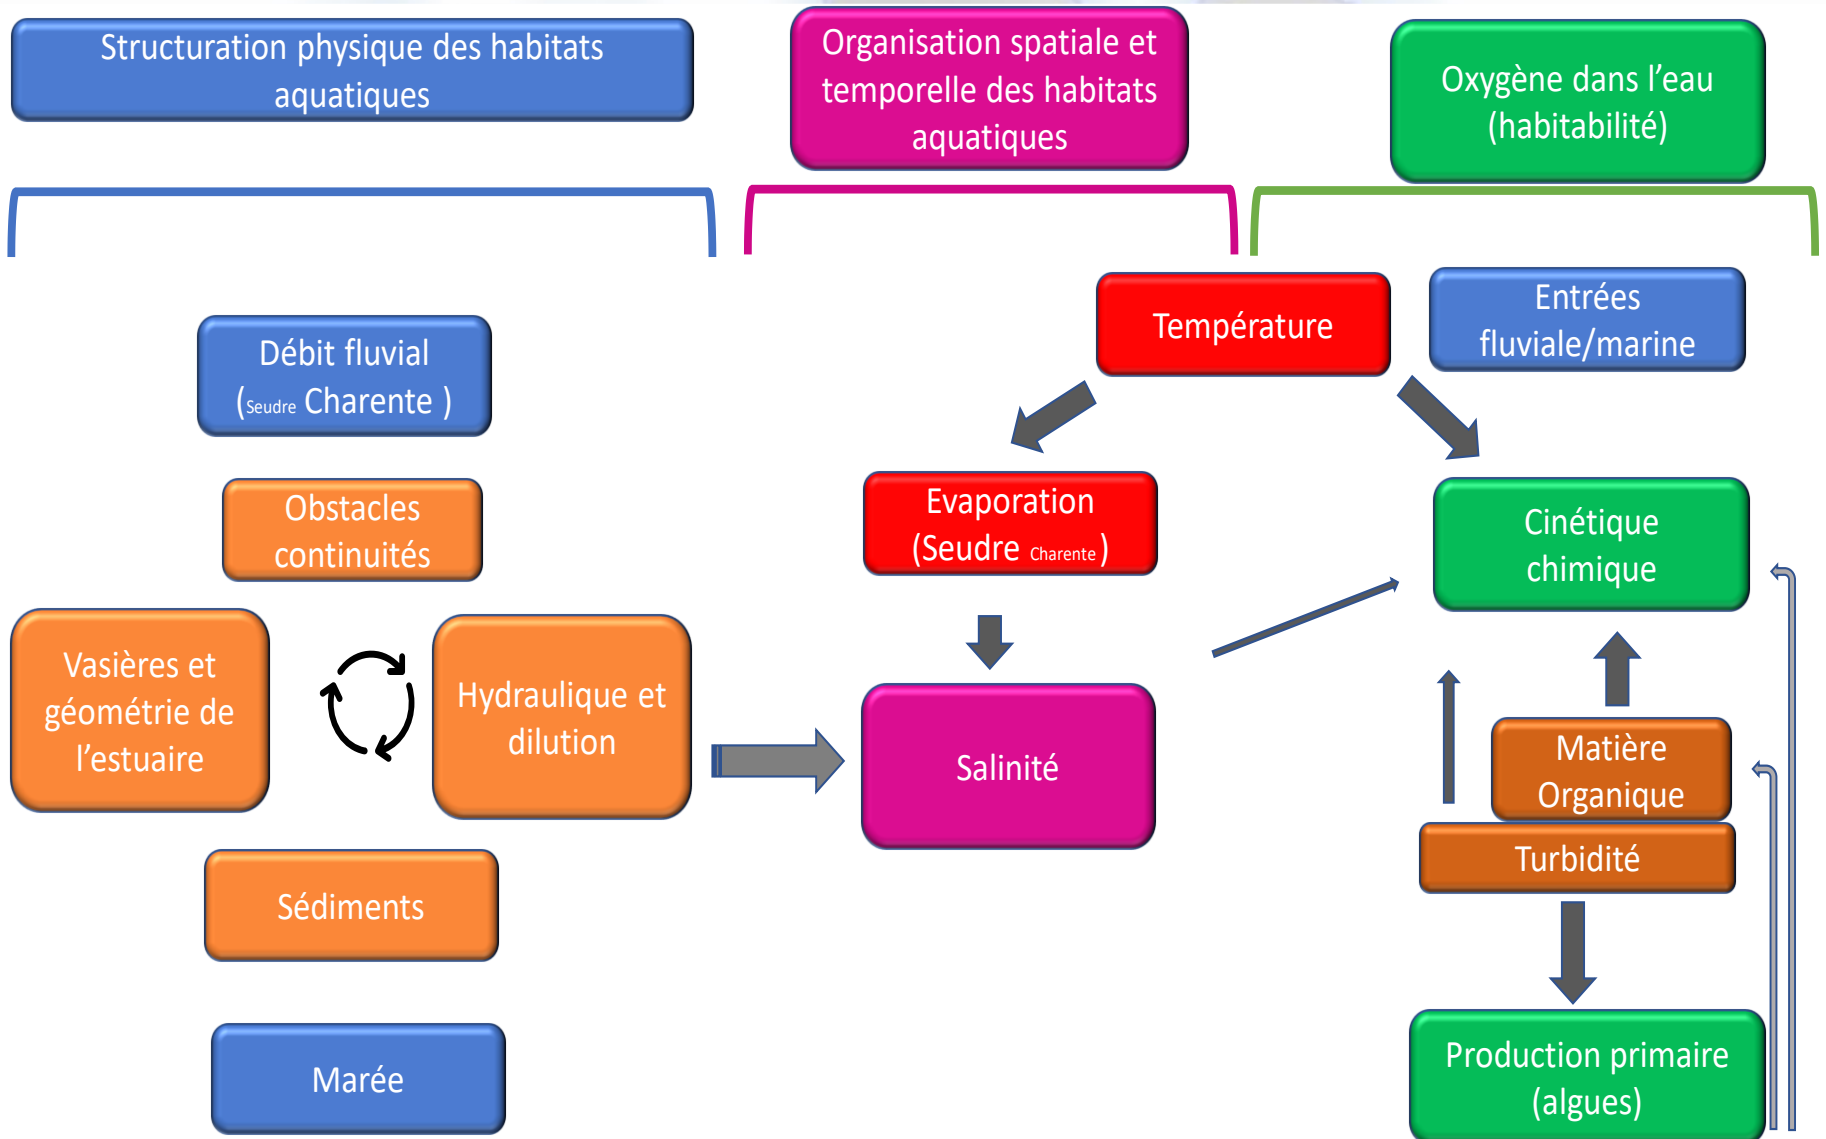 Structuration physique des habitats
aquatiques
Organisation spatiale et
temporelle des habitats
aquatiques
Oxygène dans l'eau
(habitabilité)
Débit fluvial
(Seudre Charente )
Obstacles
continuités
Vasières et
géométrie de
l'estuaire
Hydraulique et
dilution
Sédiments
Marée
Température
Evaporation
(Seudre Charente )
Salinité
Entrées
fluviale/marine
Cinétique
chimique
Matière
Organique
Turbidité
Production primaire
(algues)